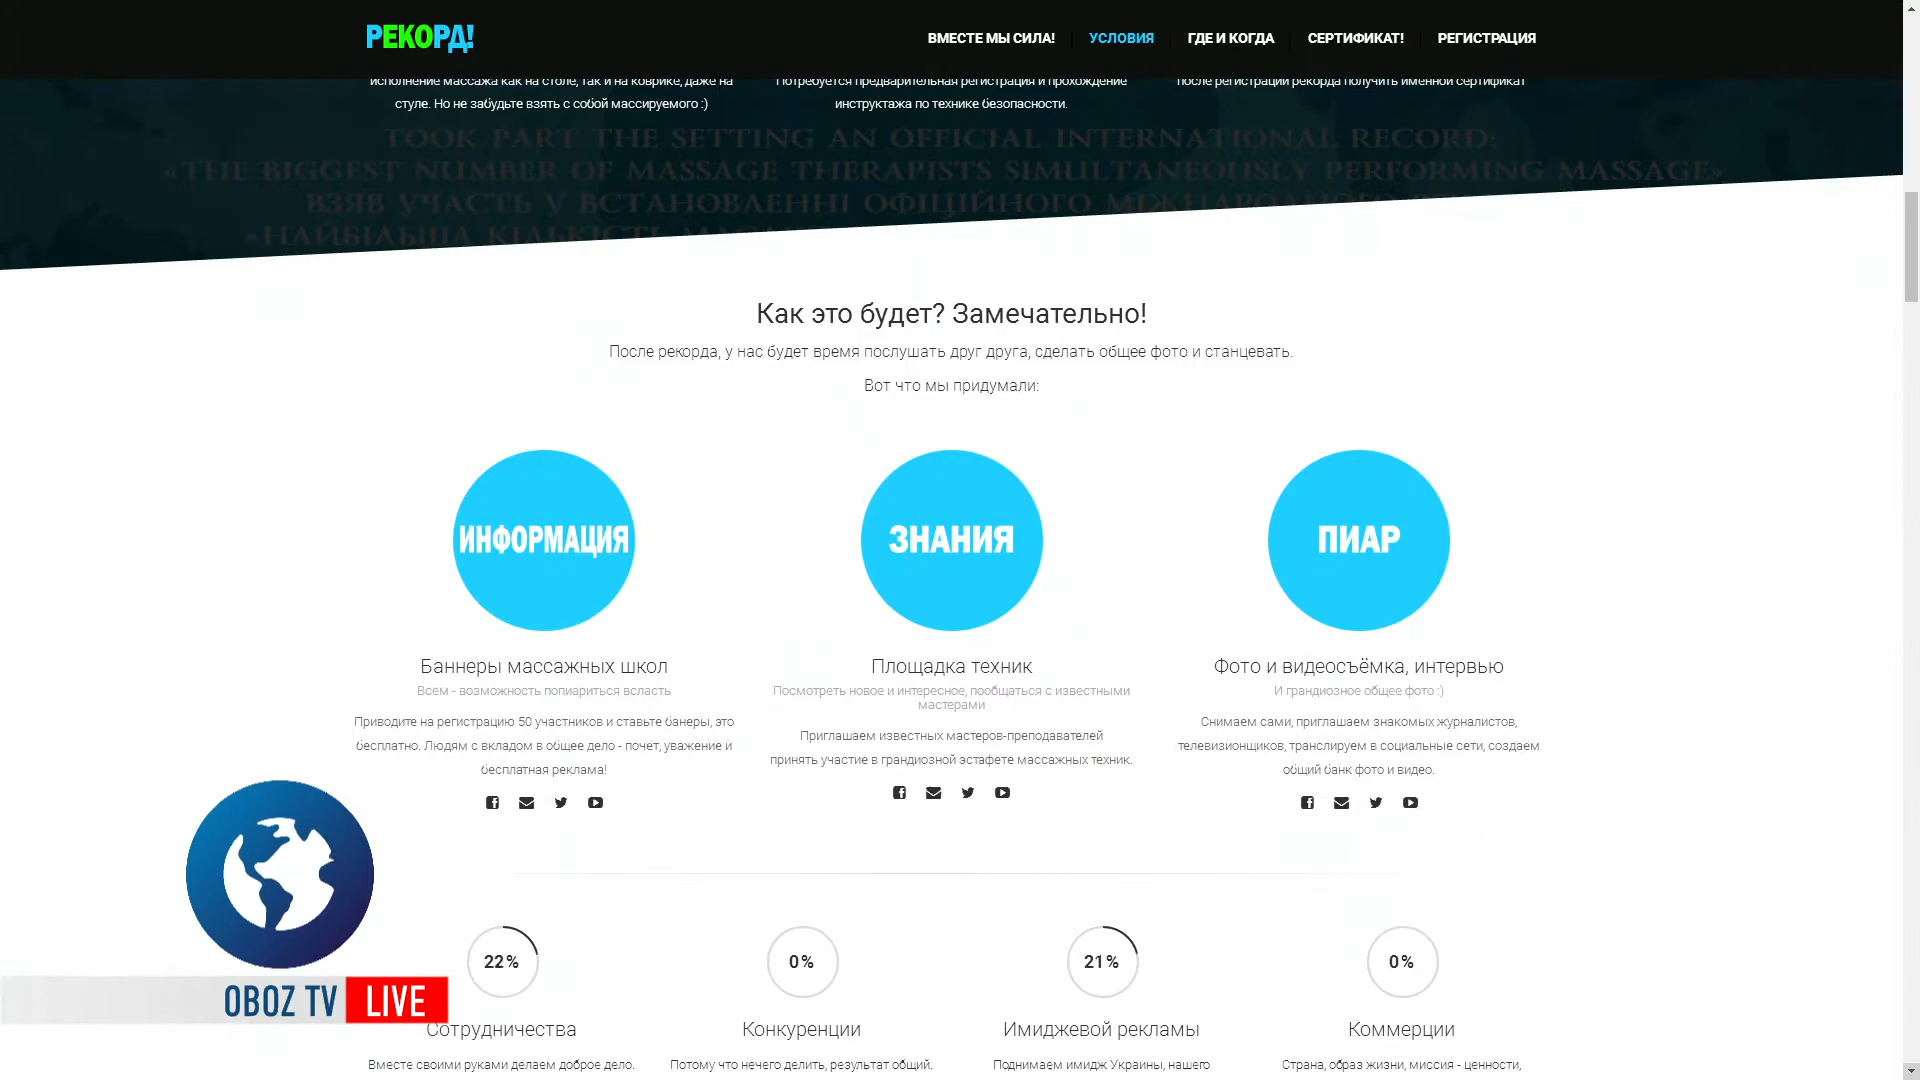 РЕКОРД!
ВМЕСТЕ МЫ СИЛА!
УСЛОВИЯ
ГДЕ И КОГДА
СЕРТИФИКАТ!
РЕГИСТРАЦИЯ
исполнение массажа как на столе, так и на коврике, даже на
стуле. Но не забудьте взять с собой массируемого :)
Потребуется предварительная регистрация и прохождение
инструктажа по технике безопасности.
после регистрации рекорда получить именной сертификат
TOOK PART THE SETTING AN OFFICIAL INTERNATIONAL RECORD:
«THE BIGGEST NUMBER OF MASSAGE THERAPISTS SIMULTANEOUSLY PERFORMING MASSAGE»
ВЗЯВ УЧАСТЬ У ВСТАНОВЛЕННІ ОФІЦІЙНОГО МІЖНАРОДНОГО
«НАЙБІЛЬША КІЛЬКІСТЬ
Как это будет? Замечательно!
После рекорда, у нас будет время послушать друг друга, сделать общее фото и станцевать.
Вот что мы придумали:
ИНФОРМАЦИЯ
ЗНАНИЯ
ПИАР
Баннеры массажных школ
Всем - возможность попиариться всласть
Приводите на регистрацию 50 участников и ставьте банеры, это
бесплатно. Людям с вкладом в общее дело - почет, уважение и
бесплатная реклама!
Площадка техник
Посмотреть новое и интересное, пообщаться с известными
мастерами
Приглашаем известных мастеров-преподавателей
принять участие в грандиозной эстафете массажных техник.
Фото и видеосъёмка, интервью
И грандиозное общее фото :)
Снимаем сами, приглашаем знакомых журналистов,
телевизионщиков, транслируем в социальные сети, создаем
общий банк фото и видео.
22%
0%
21%
0%
OBOZ TV LIVE
Сотрудничества
Конкуренции
Имиджевой рекламы
Коммерции
Вместе своими руками делаем доброе дело.
Потому что нечего делить, результат общий.
Поднимаем имидж Украины, нашего
Страна, образ жизни, миссия - ценности,